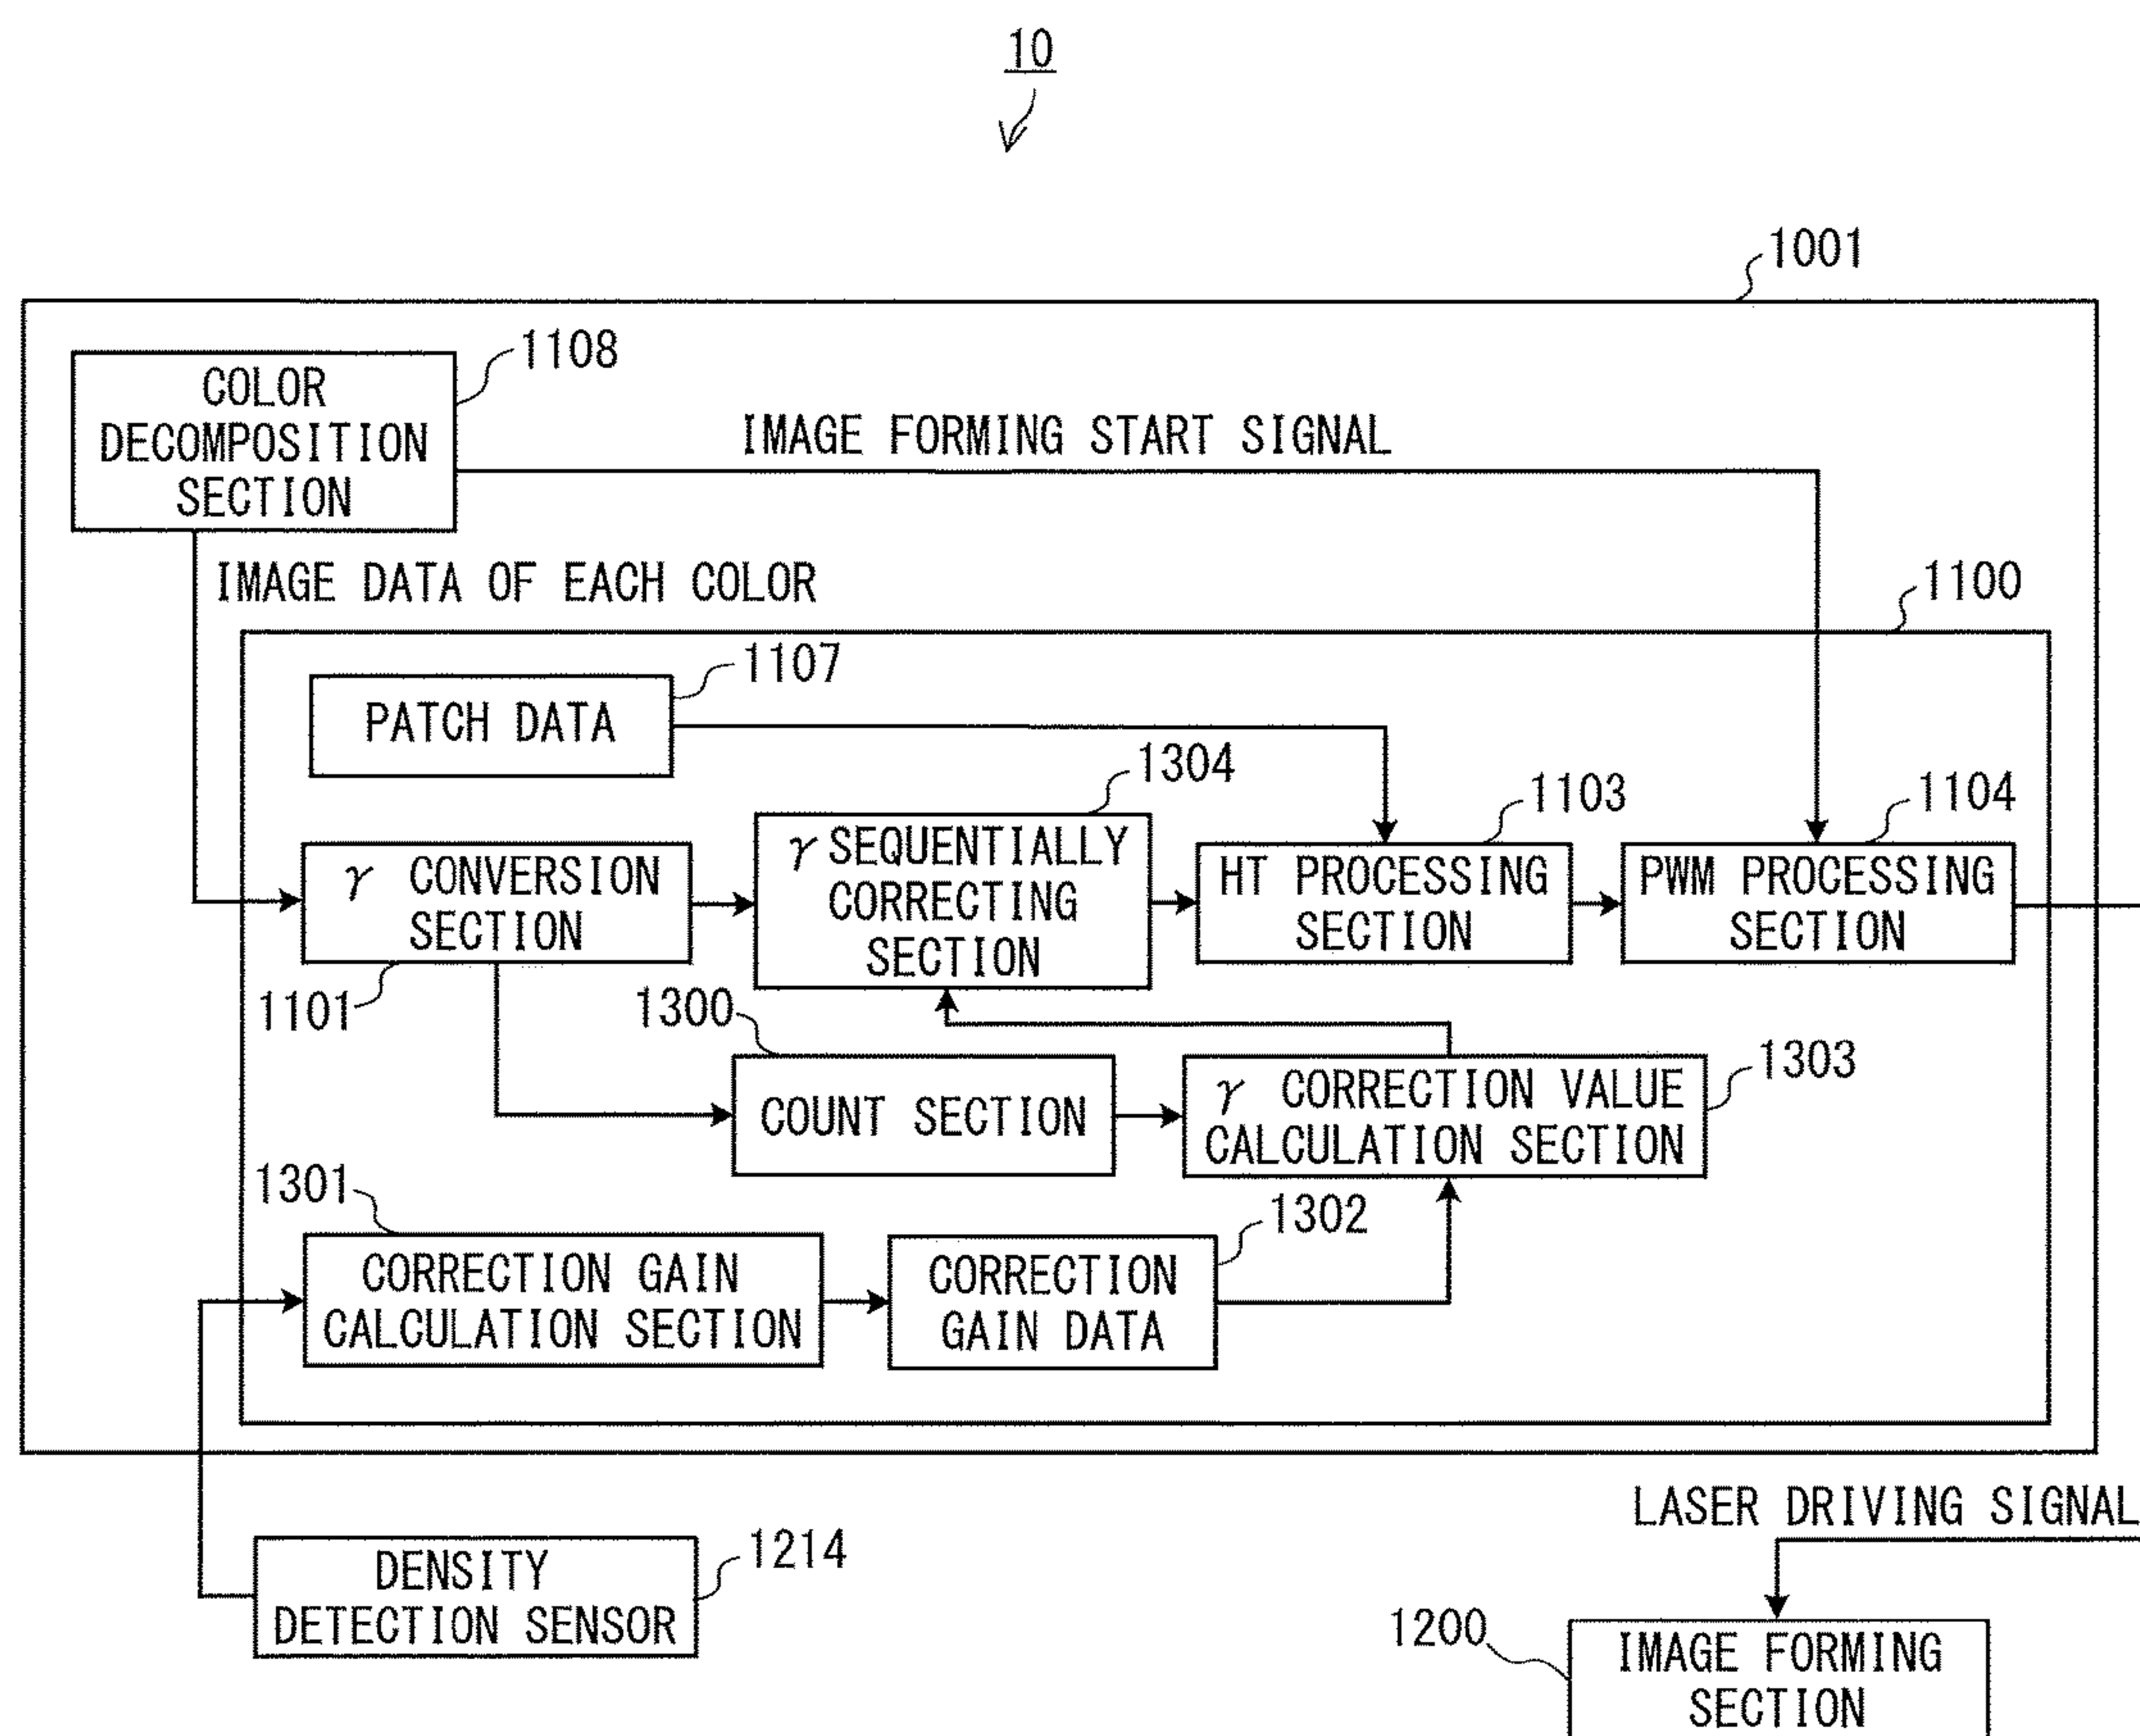 10
1001
1108
COLOR
DECOMPOSITION
SECTION
IMAGE FORMING START SIGNAL
IMAGE DATA OF EACH COLOR
1100
1107
PATCH DATA
1304
1103
1104
γ SEQUENTIALLY
CORRECTING
SECTION
γ CONVERSION
SECTION
HT PROCESSING
SECTION
PWM PROCESSING
SECTION
1101
1300
1303
COUNT SECTION
γ CORRECTION VALUE
CALCULATION SECTION
1301
1302
CORRECTION GAIN
CALCULATION SECTION
CORRECTION
GAIN DATA
LASER DRIVING SIGNAL
1214
DENSITY
DETECTION SENSOR
1200
IMAGE FORMING
SECTION